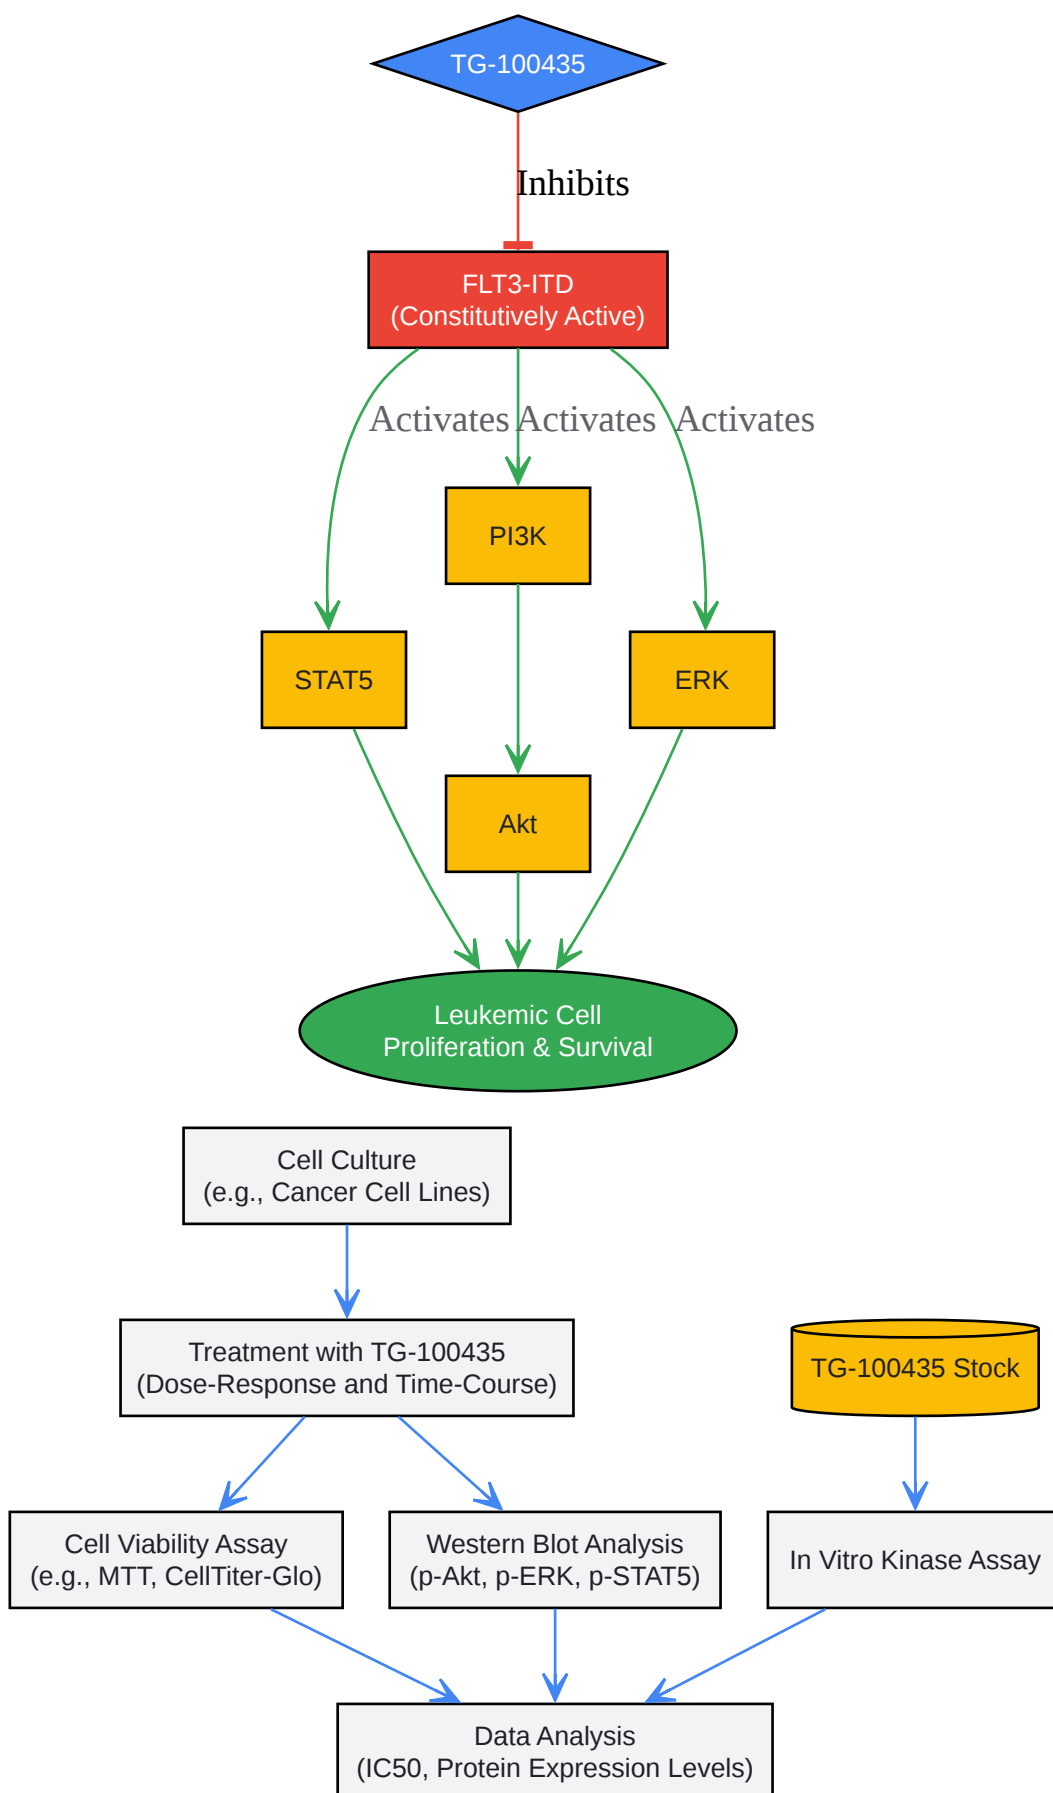 TG-100435
Inhibits
FLT3-ITD
(Constitutively Active)
Activates
Activates
Activates
PI3K
STAT5
ERK
Akt
Leukemic Cell
Proliferation & Survival
Cell Culture
(e.g., Cancer Cell Lines)
Treatment with TG-100435
(Dose-Response and Time-Course)
TG-100435 Stock
Cell Viability Assay
(e.g., MTT, CellTiter-Glo)
Western Blot Analysis
(p-Akt, p-ERK, p-STAT5)
In Vitro Kinase Assay
Data Analysis
(IC50, Protein Expression Levels)